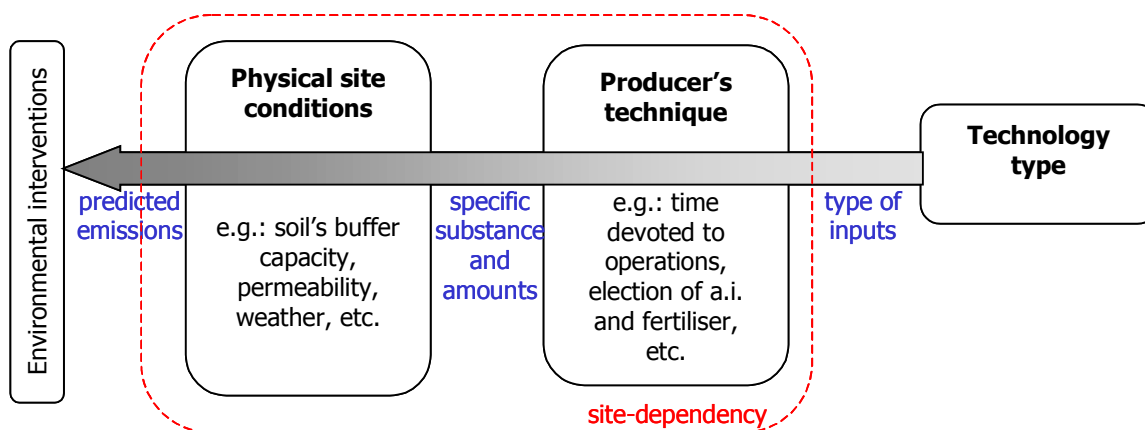 Environmental interventions
predicted
emissions
Physical site
conditions
e.g.: soil's buffer
capacity,
permeability,
weather, etc.
specific
substance
and
amounts
Producer's
technique
e.g.: time
devoted to
operations,
election of a.i.
and fertiliser,
etc.
type of
inputs
Technology
type
site-dependency